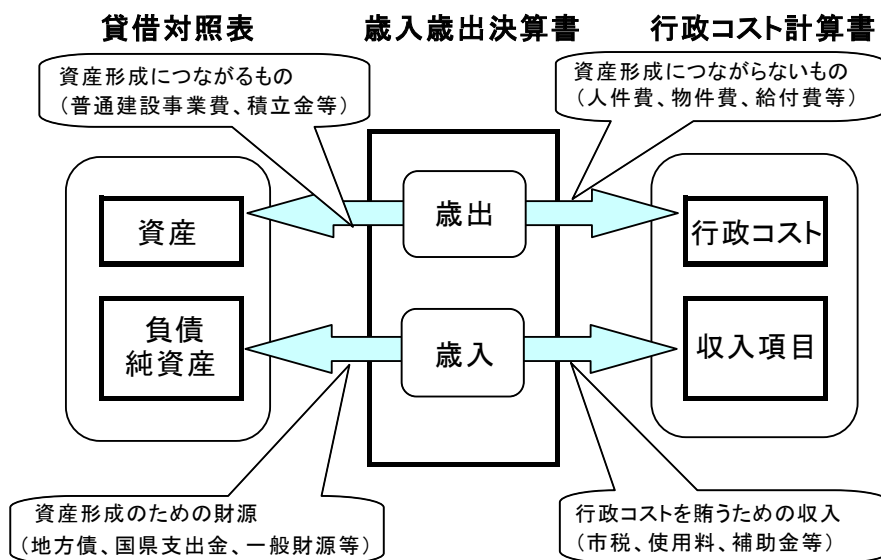 貸借対照表
歳入歳出決算書
行政コスト計算書
資産形成につながるもの
（普通建設事業費、積立金等）
資産形成につながらないもの
（人件費、物件費、給付費等）
資産
歳出
行政コスト
負債
純資産
歳入
収入項目
資産形成のための財源
（地方債、国県支出金、一般財源等）
行政コストを賄うための収入
（市税、使用料、補助金等）